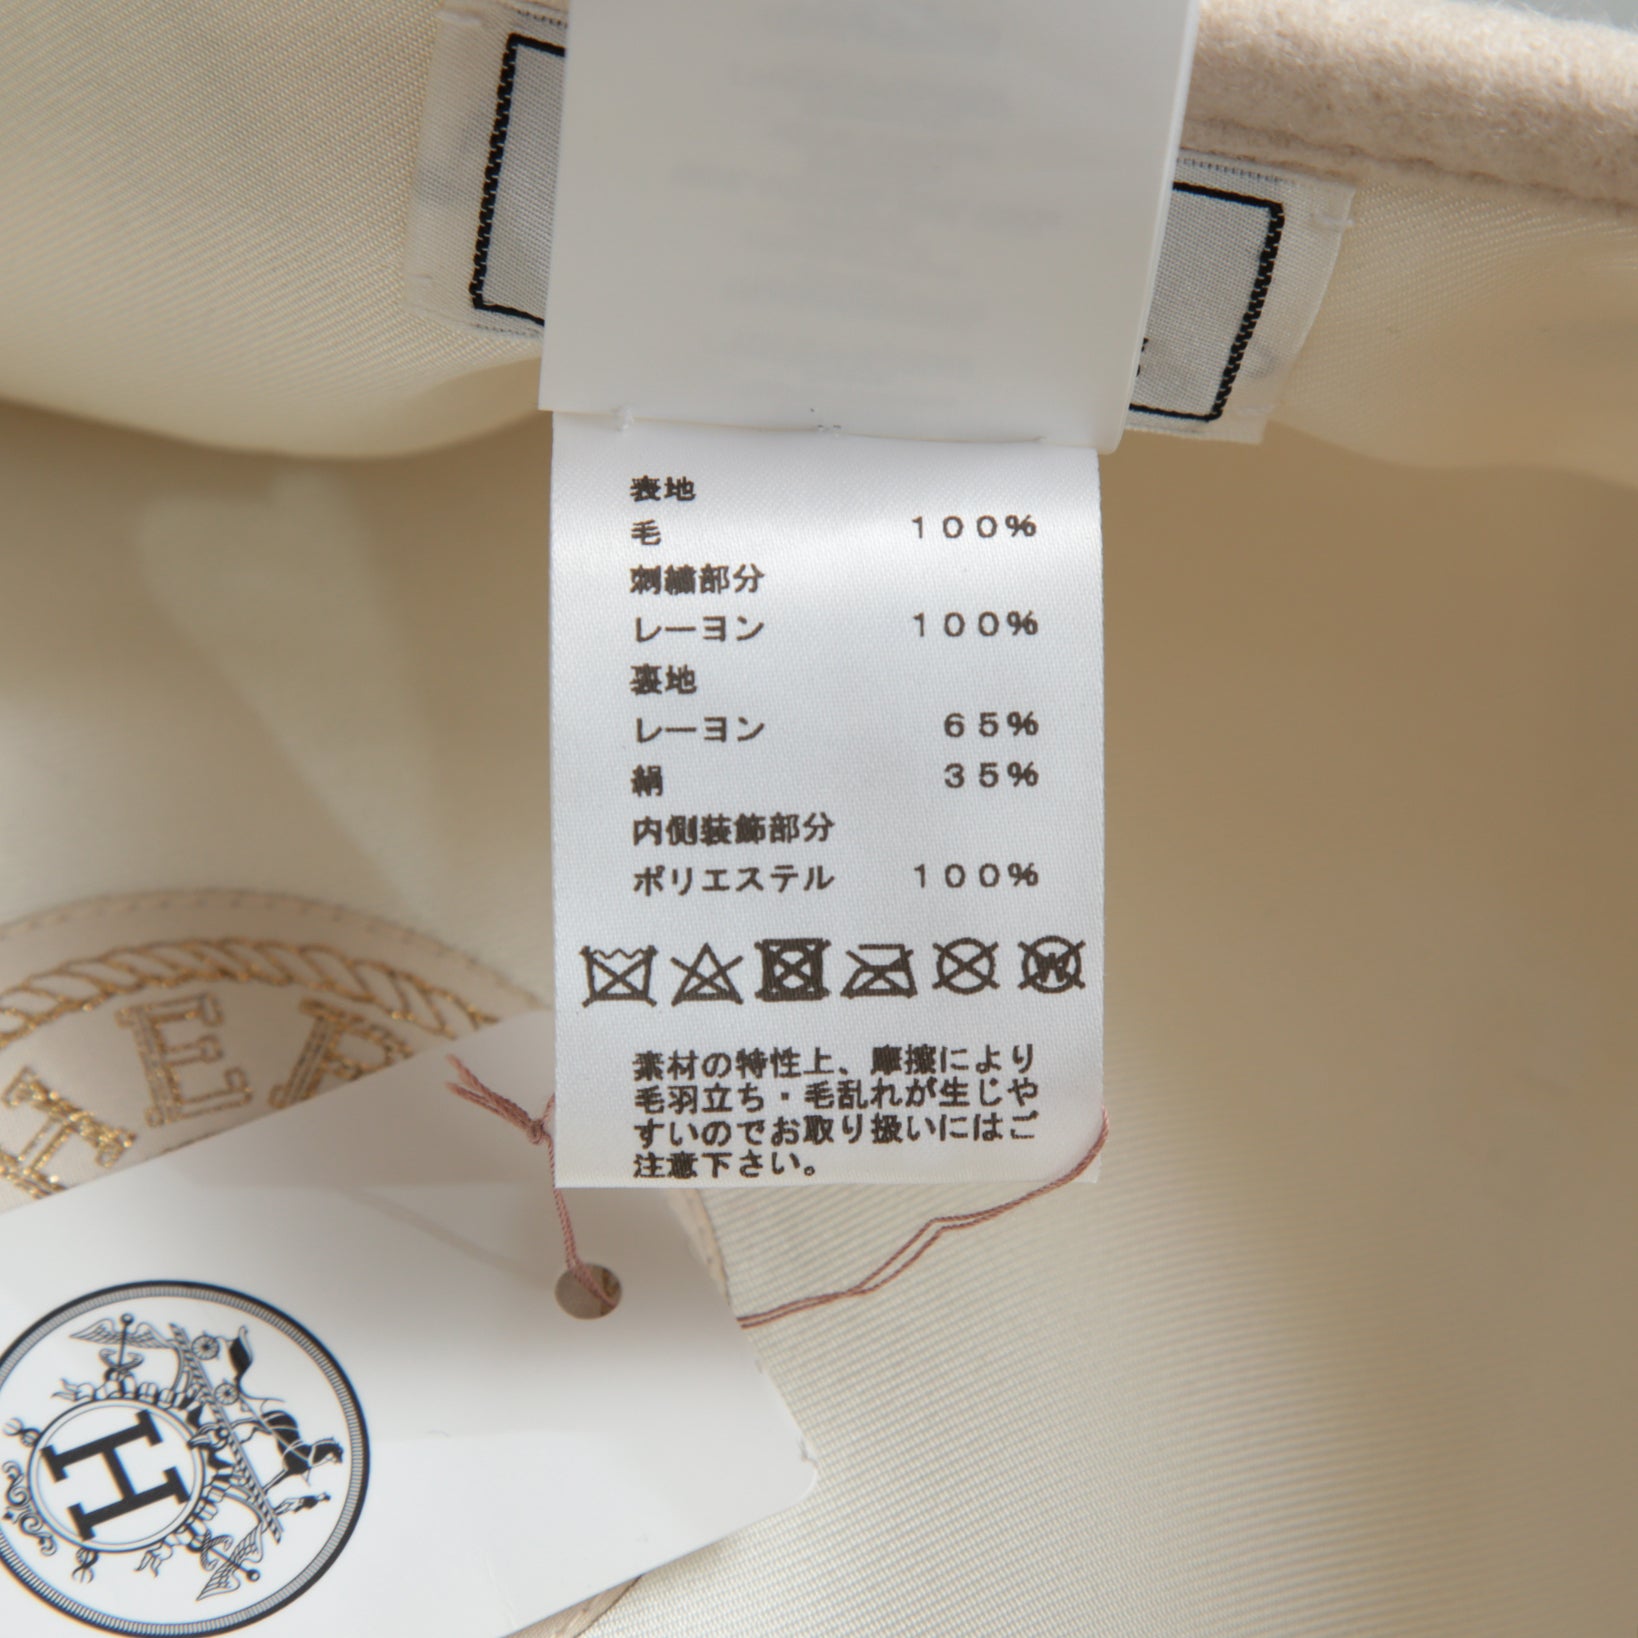 表地
毛 100%
刺繍部分
レーヨン 100%
裏地
レーヨン 65%
絹 35%
内側装飾部分
ポリエステル 100%
W
素材の特性上、摩擦により
毛羽立ち・毛乱れが生じや
すいのでお取り扱いにはご
注意下さい。
TEA
H